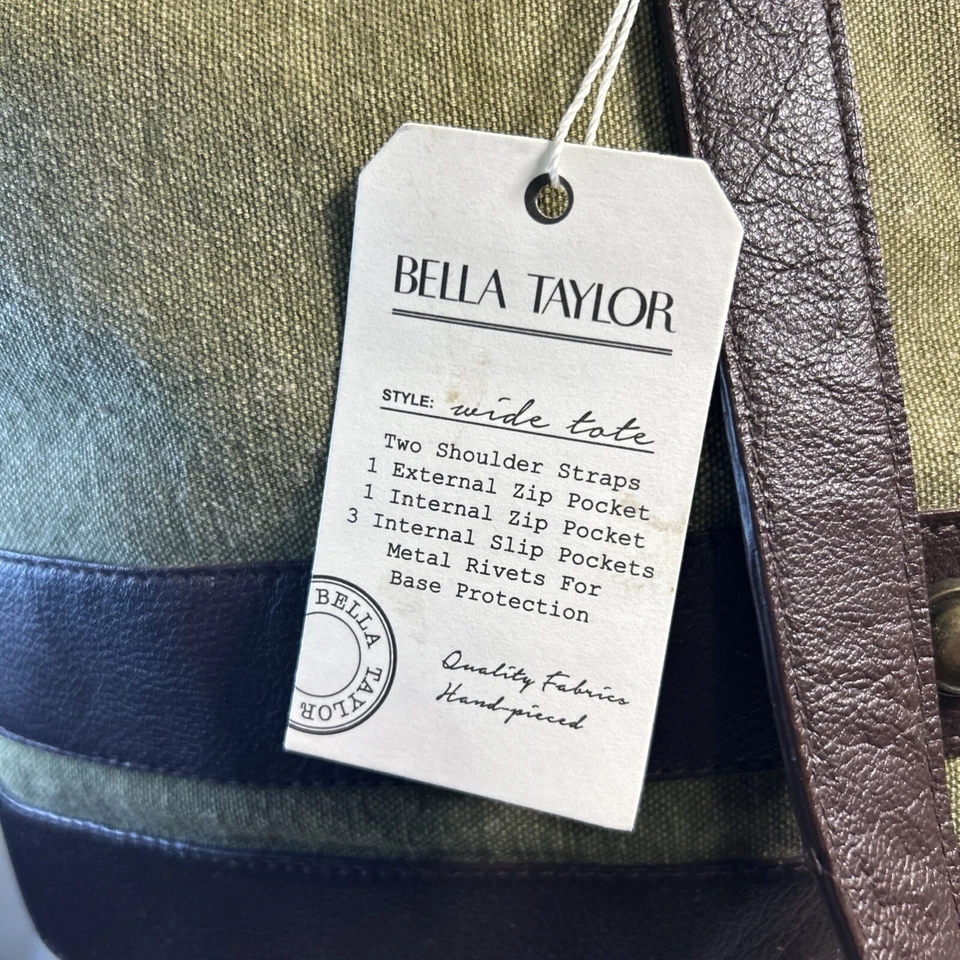 BELLA TAYLOR
STYLE: wide tote
Two Shoulder Straps
1 External Zip Pocket
1 Internal Zip Pocket
3 Internal Slip Pockets
Metal Rivets For
Base Protection
BELLA TAYLOR
Quality Fabrics
Hand-pieced